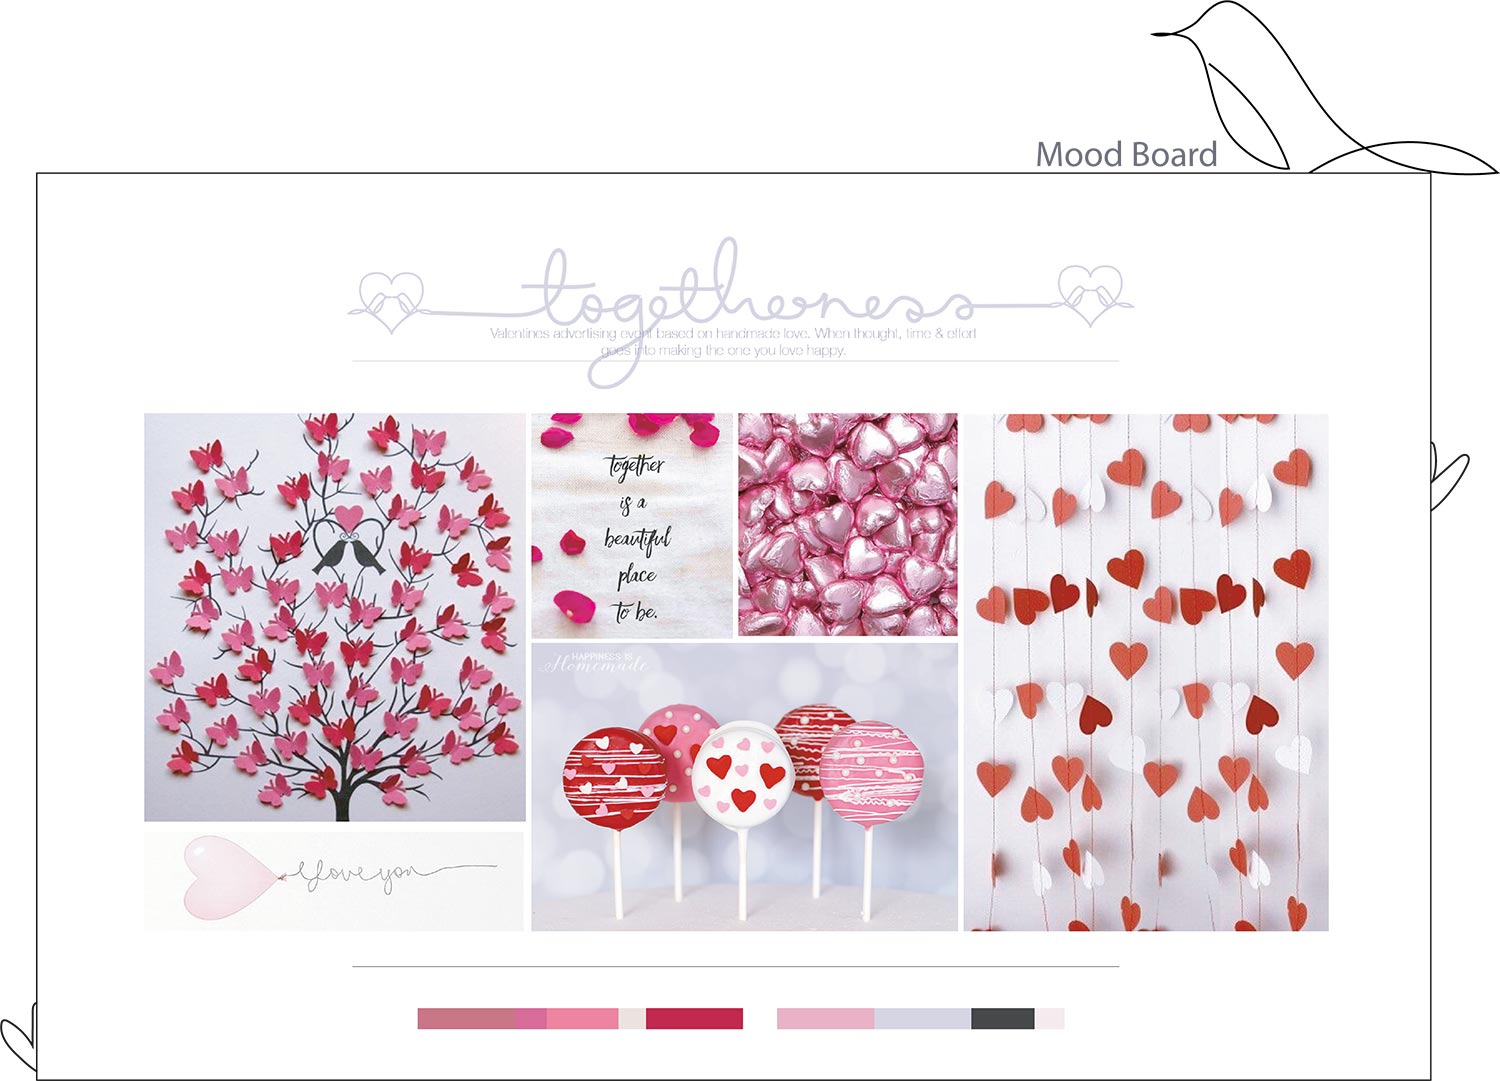 Mood Board
togetherness
Valentines advertising event based on handmade love. When thought, time & effort
goes into making the one you love happy.
together
is a
beautiful
place
to be.
HAPPINESS IS
Homemade
I love you